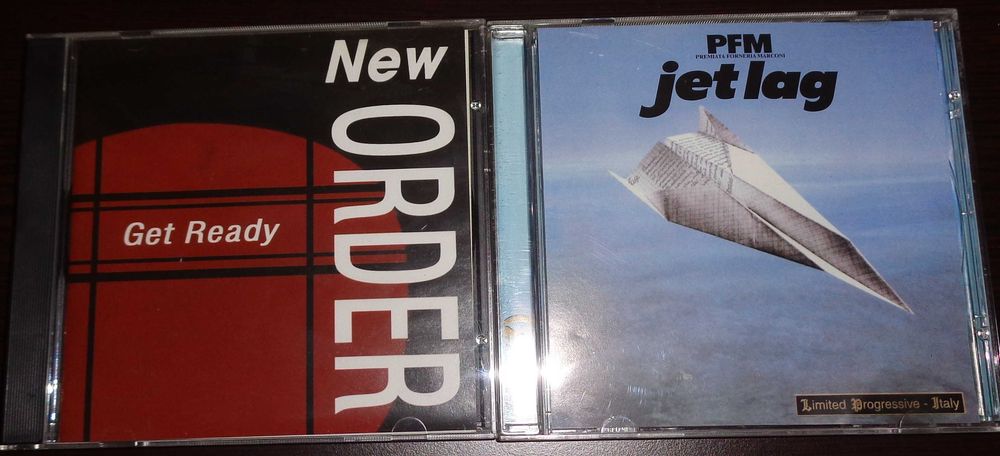 New
ORDER
Get Ready
PFM
PREMIATA FORNERIA MARCONI
jet lag
Limited Progressive - Italy